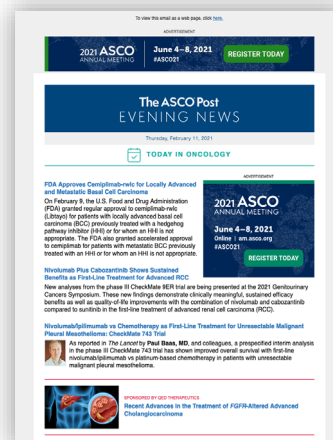 To view this email as a web page, click here.
ADVERTISEMENT
2021 ASCO
ANNUAL MEETING
June 4–8, 2021
#ASCO21
REGISTER TODAY
The ASCO Post
EVENING NEWS
Thursday, February 11, 2021
TODAY IN ONCOLOGY
FDA Approves Cemiplimab-rwlc for Locally Advanced
and Metastatic Basal Cell Carcinoma
On February 9, the U.S. Food and Drug Administration
(FDA) granted regular approval to cemiplimab-rwlc
(Libtayo) for patients with locally advanced basal cell
carcinoma (BCC) previously treated with a hedgehog
pathway inhibitor (HHI) or for whom an HHI is not
appropriate. The FDA also granted accelerated approval
to cemiplimab for patients with metastatic BCC previously
treated with an HHI or for whom an HHI is not appropriate.
ADVERTISEMENT
2021 ASCO
ANNUAL MEETING
June 4–8, 2021
Online | am.asco.org
#ASCO21
REGISTER TODAY
Nivolumab Plus Cabozantinib Shows Sustained
Benefits as First-Line Treatment for Advanced RCC
New analyses from the phase III CheckMate 9ER trial are being presented at the 2021 Genitourinary
Cancers Symposium. These new findings demonstrate clinically meaningful, sustained efficacy
benefits as well as quality-of-life improvements with the combination of nivolumab and cabozantinib
compared to sunitinib in the first-line treatment of advanced renal cell carcinoma (RCC).
Nivolumab/Ipilimumab vs Chemotherapy as First-Line Treatment for Unresectable Malignant
Pleural Mesothelioma: CheckMate 743 Trial
As reported in The Lancet by Paul Baas, MD, and colleagues, a prespecified interim analysis
in the phase III CheckMate 743 trial has shown improved overall survival with first-line
nivolumab/ipilimumab vs platinum-based chemotherapy in patients with unresectable
malignant pleural mesothelioma.
SPONSORED BY QED THERAPEUTICS
Recent Advances in the Treatment of FGFR-Altered Advanced
Cholangiocarcinoma